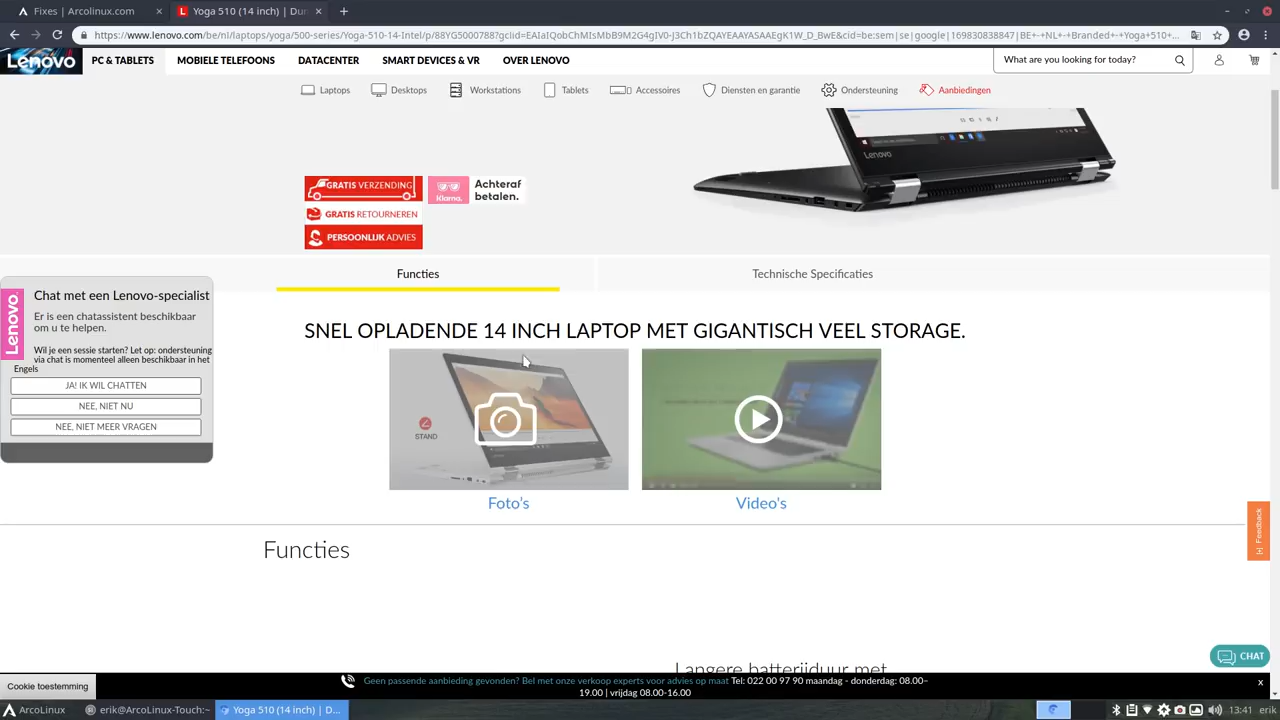 Fixes | Arcolinux.com
Yoga 510 (14 inch) | Dun
https://www.lenovo.com/be/nl/laptops/yoga/500-series/Yoga-510-14-Intel/p/88YG5000788?gclid=EAIaIQobChMIsMbB9M2G4gIV0-J3Ch1bZQAYEAAYASAAEgK1W_D_BwE&cid=be:sem|se|google|169830838847|BE+-+NL+-+Branded+-+Yoga+510+...
Lenovo
PC & TABLETS
MOBIELE TELEFOONS
DATACENTER
SMART DEVICES & VR
OVER LENOVO
What are you looking for today?
Laptops
Desktops
Workstations
Tablets
Accessoires
Diensten en garantie
Ondersteuning
Aanbiedingen
Lenovo
GRATIS VERZENDING
Klarna.
Achteraf
betalen.
GRATIS RETOURNEREN
PERSOONLIJK ADVIES
Functies
Technische Specificaties
Lenovo
Chat met een Lenovo-specialist
Er is een chatassistent beschikbaar
om u te helpen.
Wil je een sessie starten? Let op: ondersteuning
via chat is momenteel alleen beschikbaar in het
Engels
JA! IK WIL CHATTEN
NEE, NIET NU
NEE, NIET MEER VRAGEN
SNEL OPLADENDE 14 INCH LAPTOP MET GIGANTISCH VEEL STORAGE.
STAND
Foto's
Video's
[+] Feedback
Functies
Langere batterijduur met
CHAT
Cookie toestemming
Geen passende aanbieding gevonden? Bel met onze verkoop experts voor advies op maat Tel: 022 00 97 90 maandag - donderdag: 08.00–
19.00 | vrijdag 08.00-16.00
x
ArcoLinux
erik@ArcoLinux-Touch:~
Yoga 510 (14 inch) | D...
13:41
erik